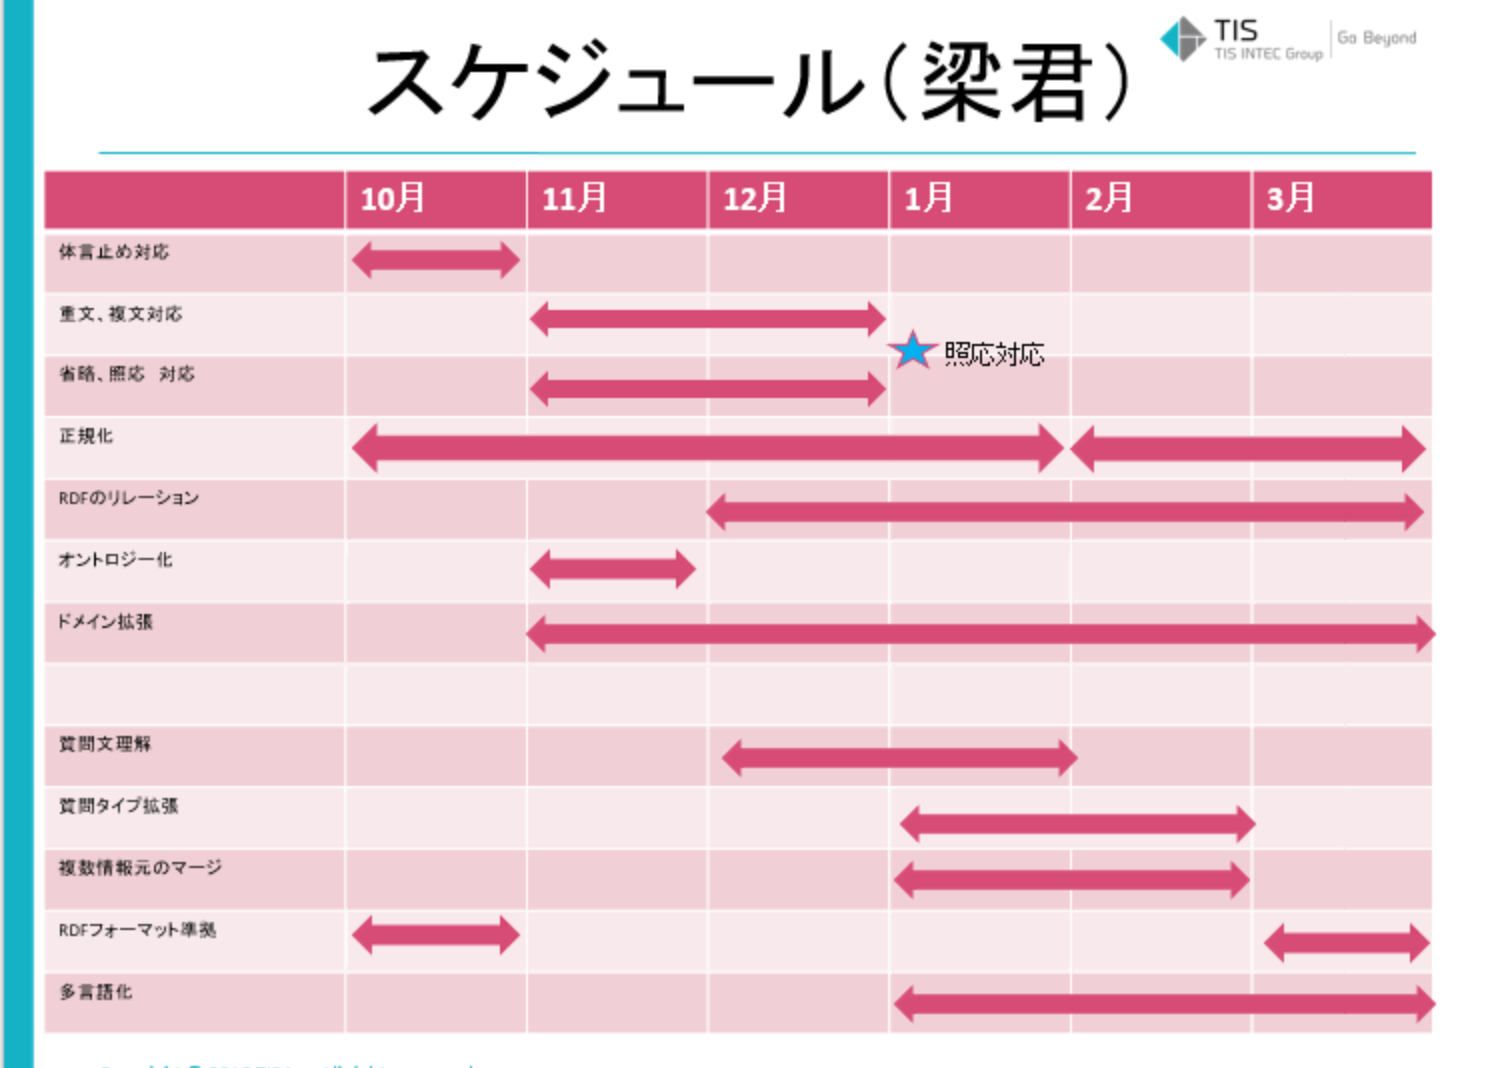 スケジュール（梁君）
TIS
TIS INTEC Group
Go Beyond
10月 11月 12月 1月 2月 3月
体言止め対応
重文、複文対応
照応対応
省略、照応　対応
正規化
RDFのリレーション
オントロジー化
ドメイン拡張
質問文理解
質問タイプ拡張
複数情報元のマージ
RDFフォーマット準拠
多言語化